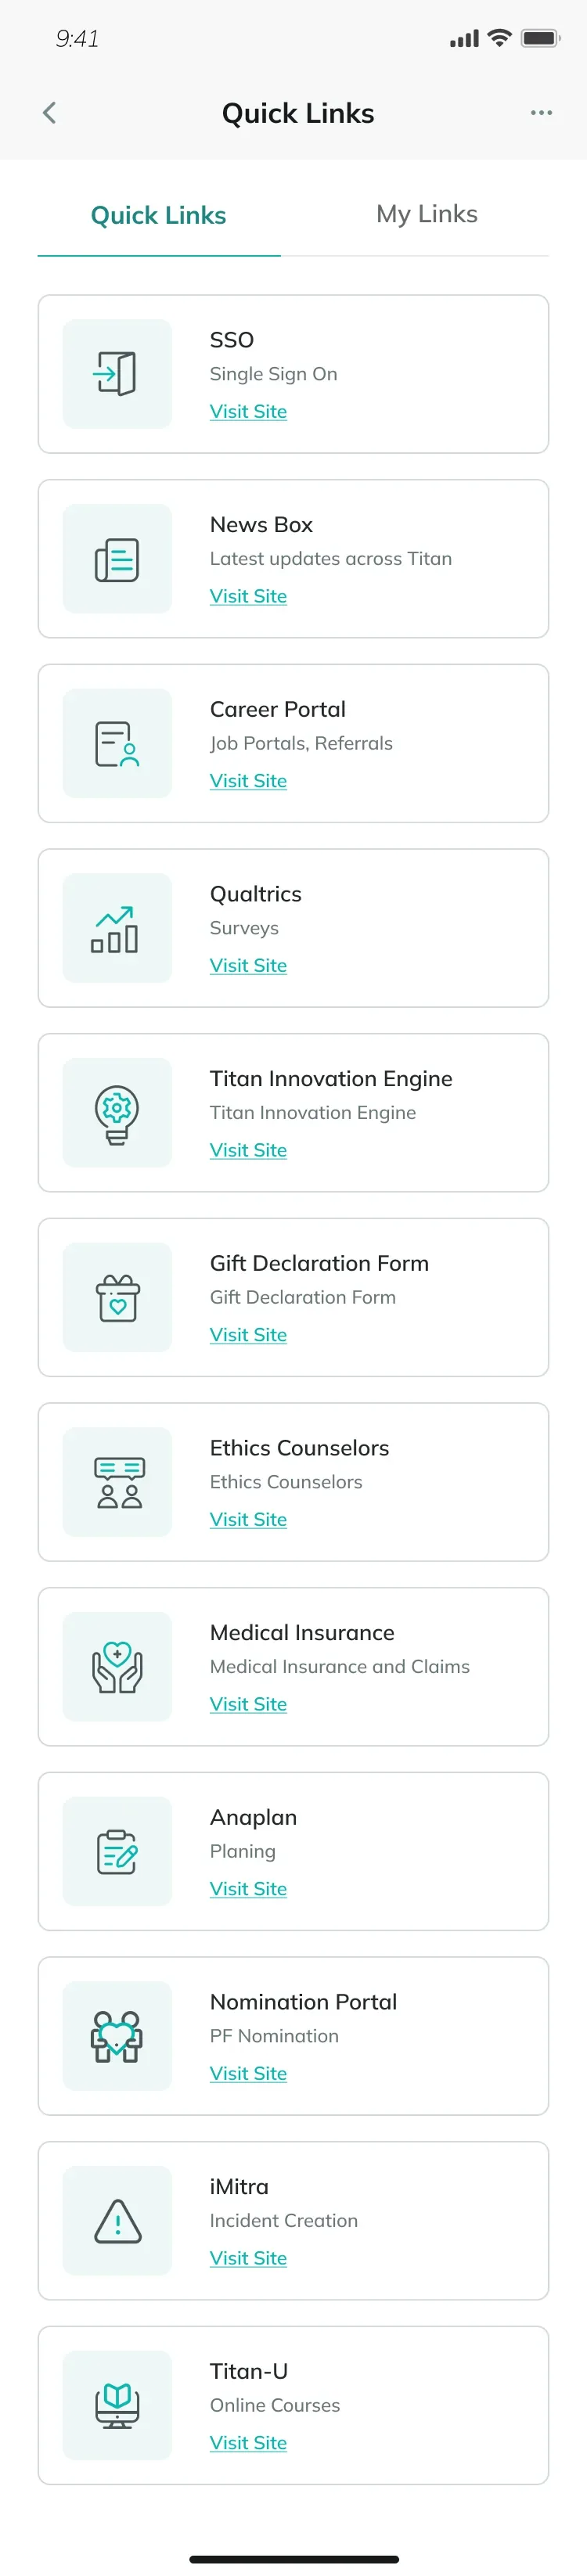 9:41
Quick Links
Quick Links
My Links
SSO
Single Sign On
Visit Site
News Box
Latest updates across Titan
Visit Site
Career Portal
Job Portals, Referrals
Visit Site
Qualtrics
Surveys
Visit Site
Titan Innovation Engine
Titan Innovation Engine
Visit Site
Gift Declaration Form
Gift Declaration Form
Visit Site
Ethics Counselors
Ethics Counselors
Visit Site
Medical Insurance
Medical Insurance and Claims
Visit Site
Anaplan
Planing
Visit Site
Nomination Portal
PF Nomination
Visit Site
iMitra
Incident Creation
Visit Site
Titan-U
Online Courses
Visit Site